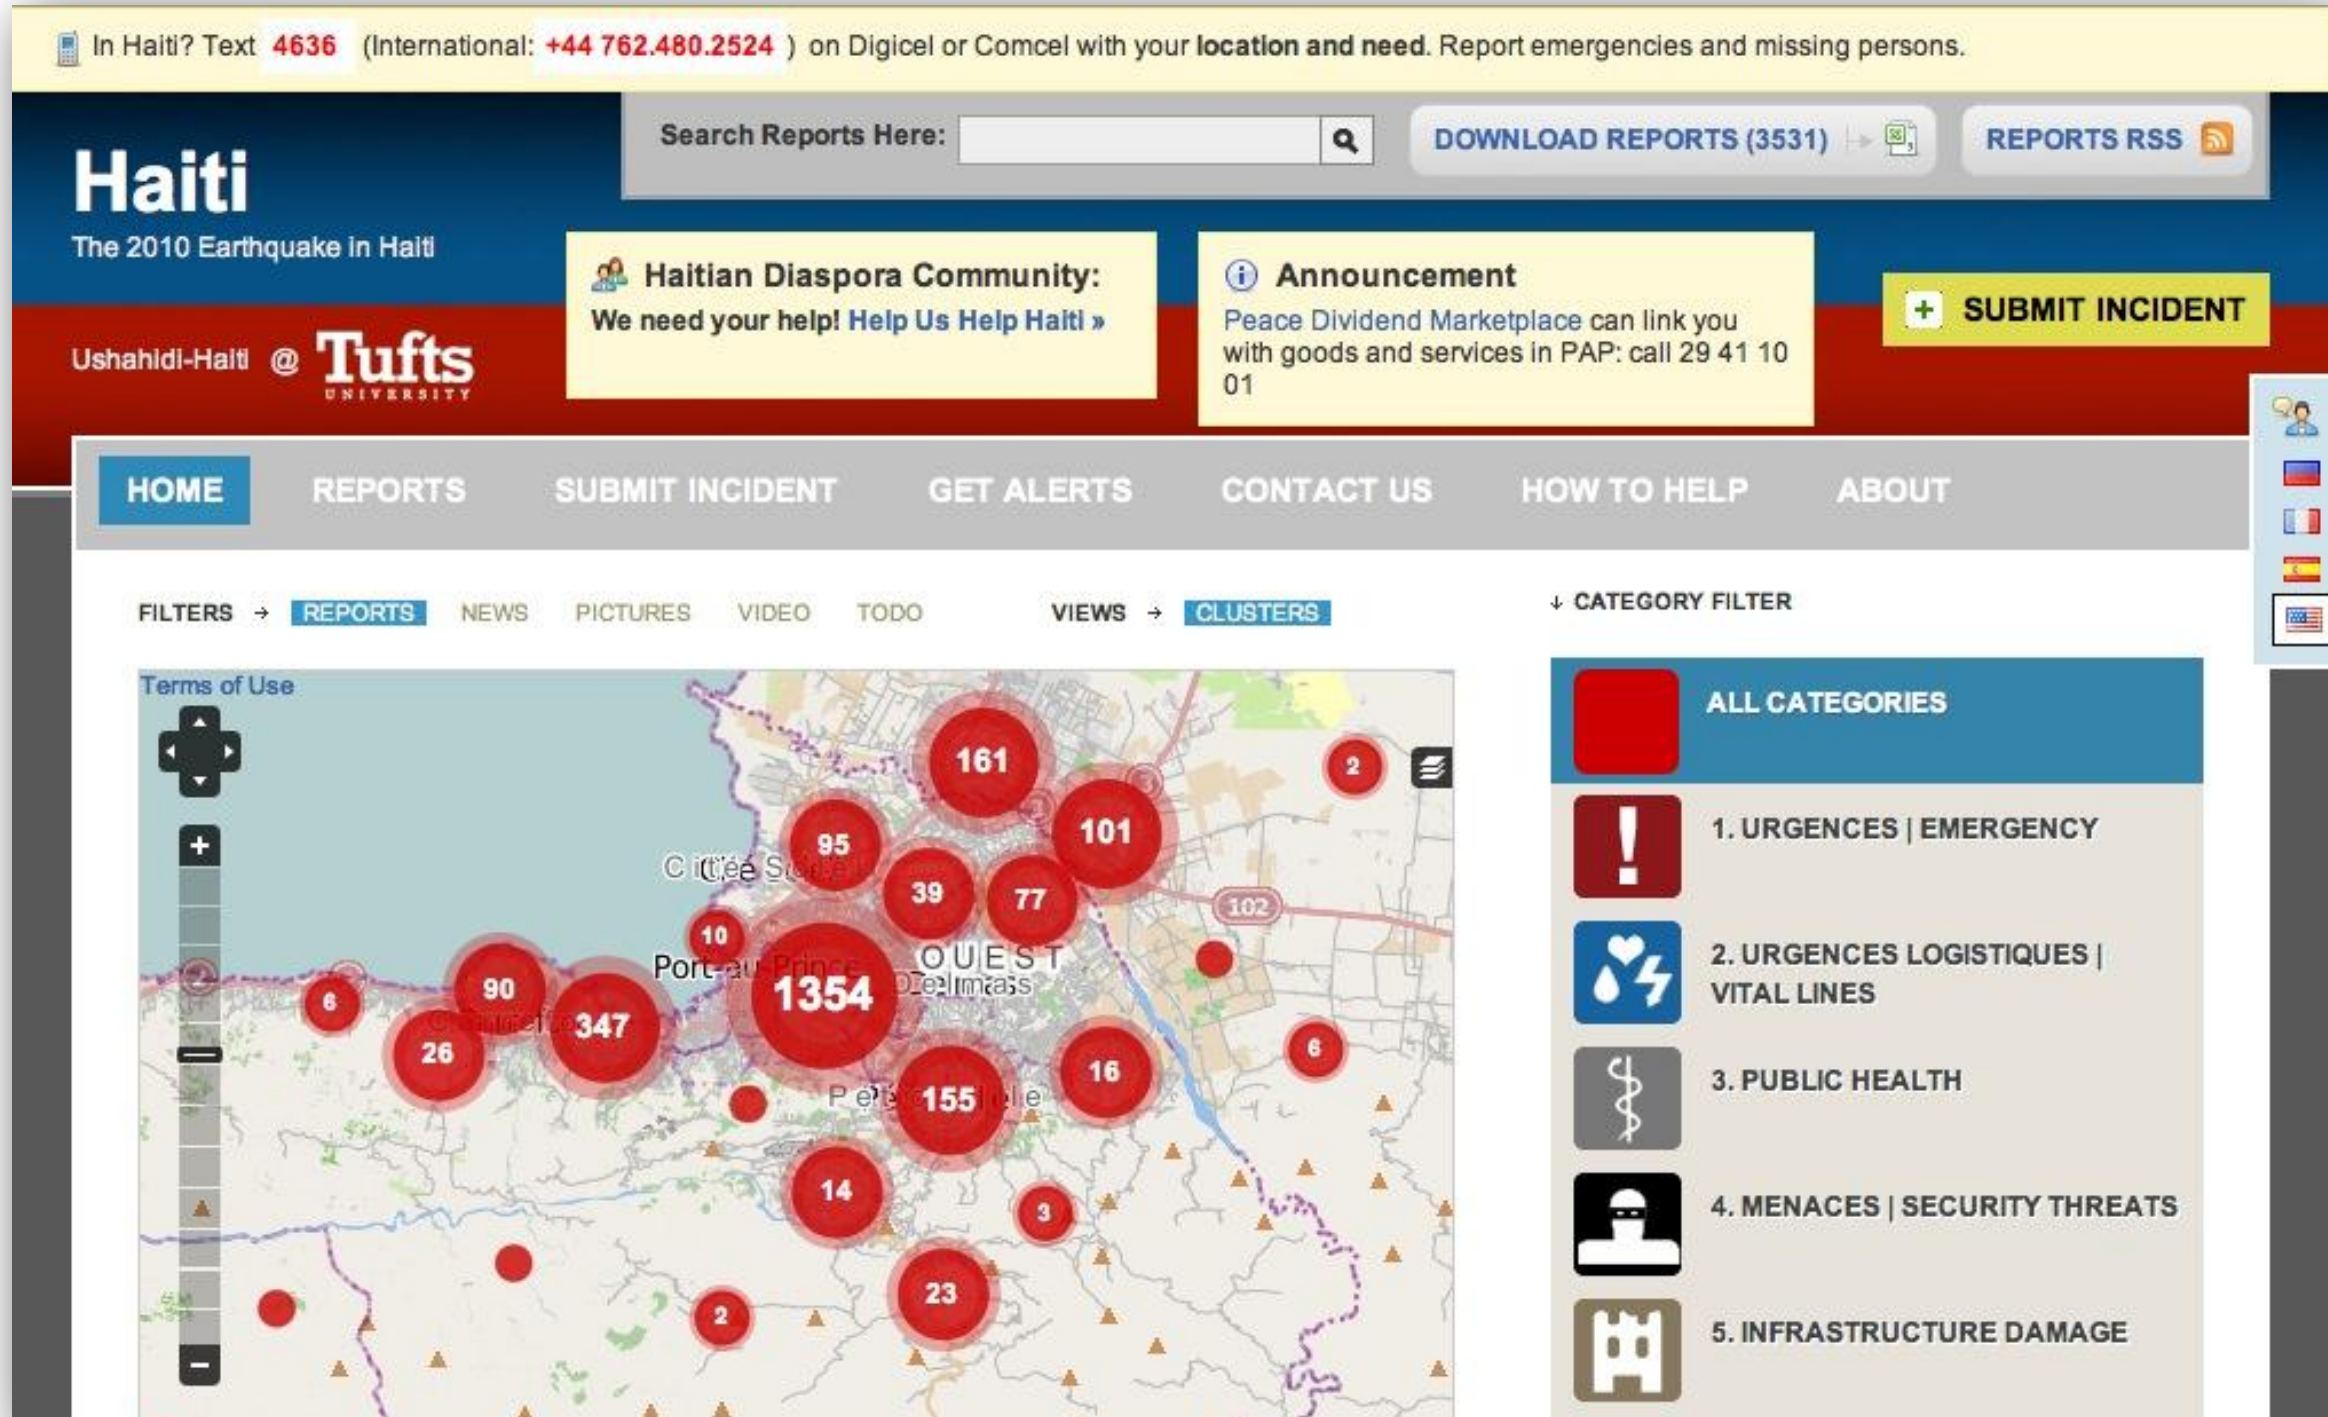 In Haiti? Text 4636 (International: +44 762.480.2524 ) on Digicel or Comcel with your location and need. Report emergencies and missing persons.
Search Reports Here:
DOWNLOAD REPORTS (3531)
REPORTS RSS
Haiti
The 2010 Earthquake in Haiti
Haitian Diaspora Community:
We need your help! Help Us Help Haiti »
Announcement
Peace Dividend Marketplace can link you
with goods and services in PAP: call 29 41 10
01
SUBMIT INCIDENT
Ushahidi-Haiti @ Tufts
UNIVERSITY
HOME REPORTS SUBMIT INCIDENT GET ALERTS CONTACT US HOW TO HELP ABOUT
FILTERS → REPORTS NEWS PICTURES VIDEO TODO VIEWS → CLUSTERS
↓ CATEGORY FILTER
Terms of Use
161
2
101
95
39
77
102
10
OUEST
Port-au-Prince
1354
90
6
347
26
6
16
155
14
3
23
2
ALL CATEGORIES
1. URGENCES | EMERGENCY
2. URGENCES LOGISTIQUES |
VITAL LINES
3. PUBLIC HEALTH
4. MENACES | SECURITY THREATS
5. INFRASTRUCTURE DAMAGE